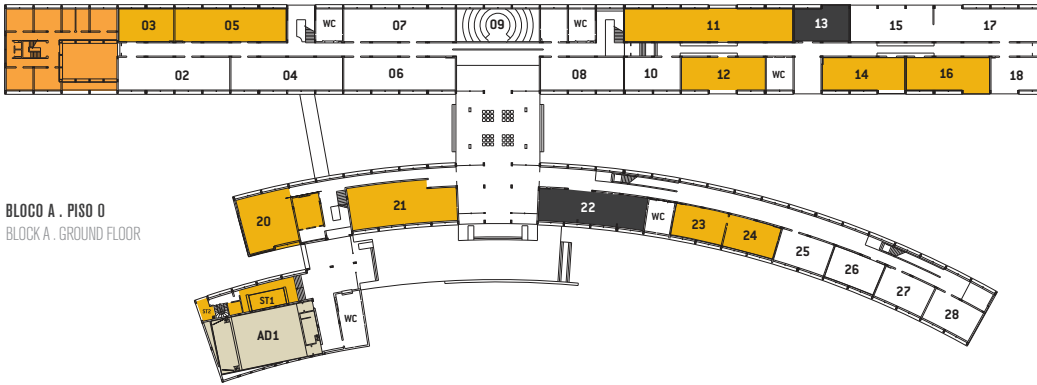 03 05 WC 07 09 WC 11 13 15 17
02 04 06 08 10 12 WC 14 16 18
BLOCO A . PISO 0
BLOCK A . GROUND FLOOR
20 21 22 WC 23 24 25 26 27 28
ST2 ST1
AD1 WC